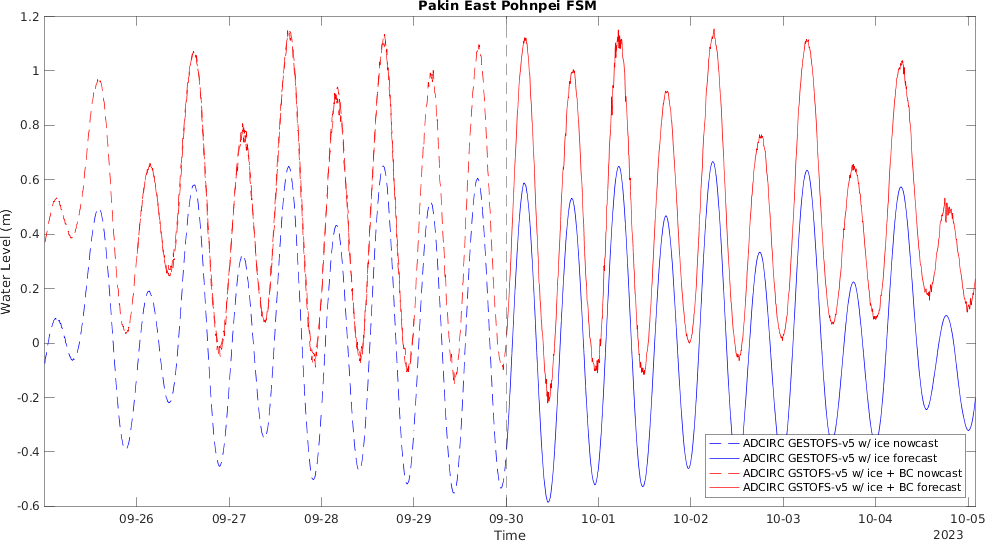 Pakin East Pohnpei FSM
1.2
1
0.8
0.6
0.4
0.2
0
-0.2
-0.4
-0.6
Water Level (m)
ADCIRC GESTOFS-v5 w/ ice nowcast
ADCIRC GESTOFS-v5 w/ ice forecast
ADCIRC GSTOFS-v5 w/ ice + BC nowcast
ADCIRC GSTOFS-v5 w/ ice + BC forecast
09-26 09-27 09-28 09-29 09-30 10-01 10-02 10-03 10-04 10-05
Time
2023